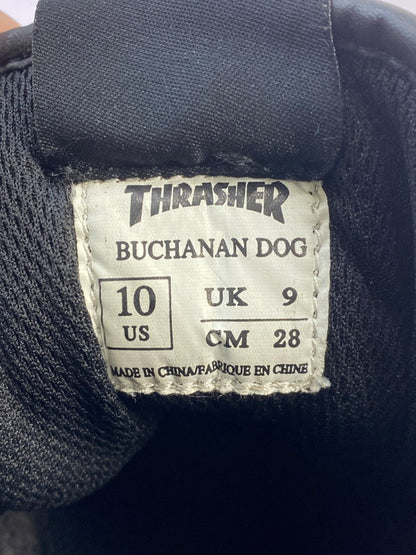 THRASHER
BUCHANAN DOG
10 UK 9
US CM 28
MADE IN CHINA/FABRIQUE EN CHINE